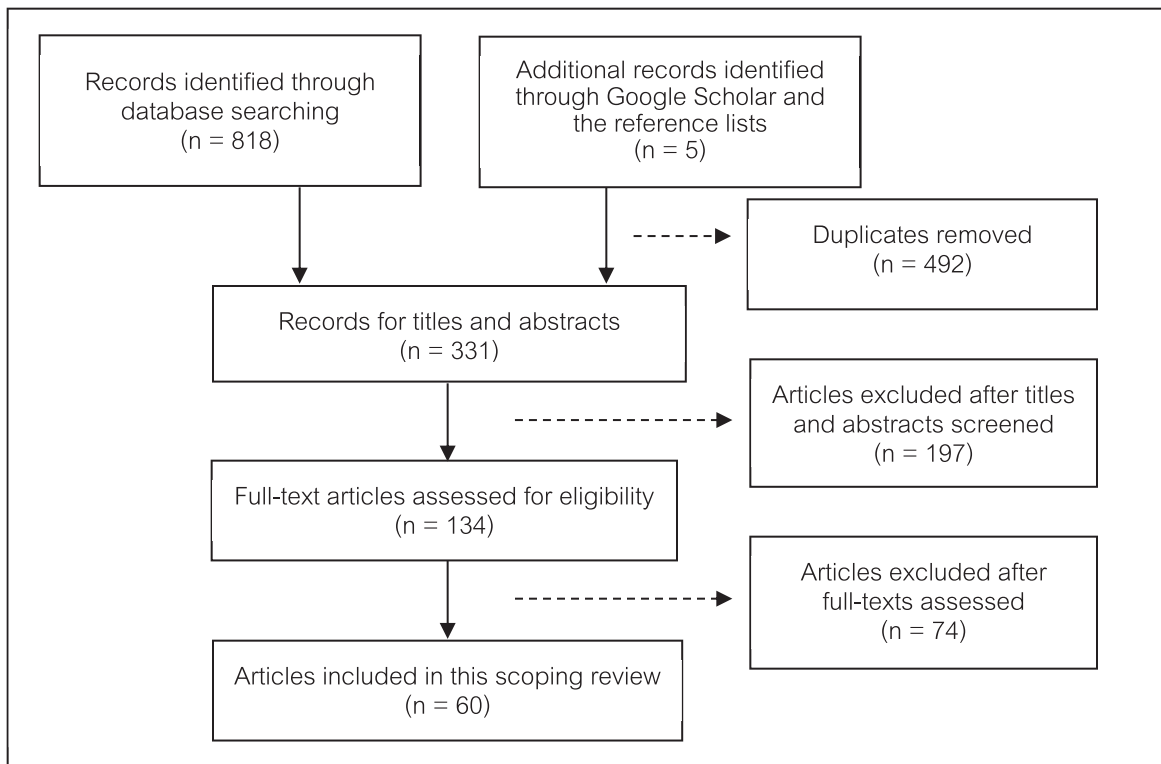 Records identified through
database searching
(n = 818)
Additional records identified
through Google Scholar and
the reference lists
(n = 5)
Duplicates removed
(n = 492)
Records for titles and abstracts
(n = 331)
Articles excluded after titles
and abstracts screened
(n = 197)
Full-text articles assessed for eligibility
(n = 134)
Articles excluded after
full-texts assessed
(n = 74)
Articles included in this scoping review
(n = 60)